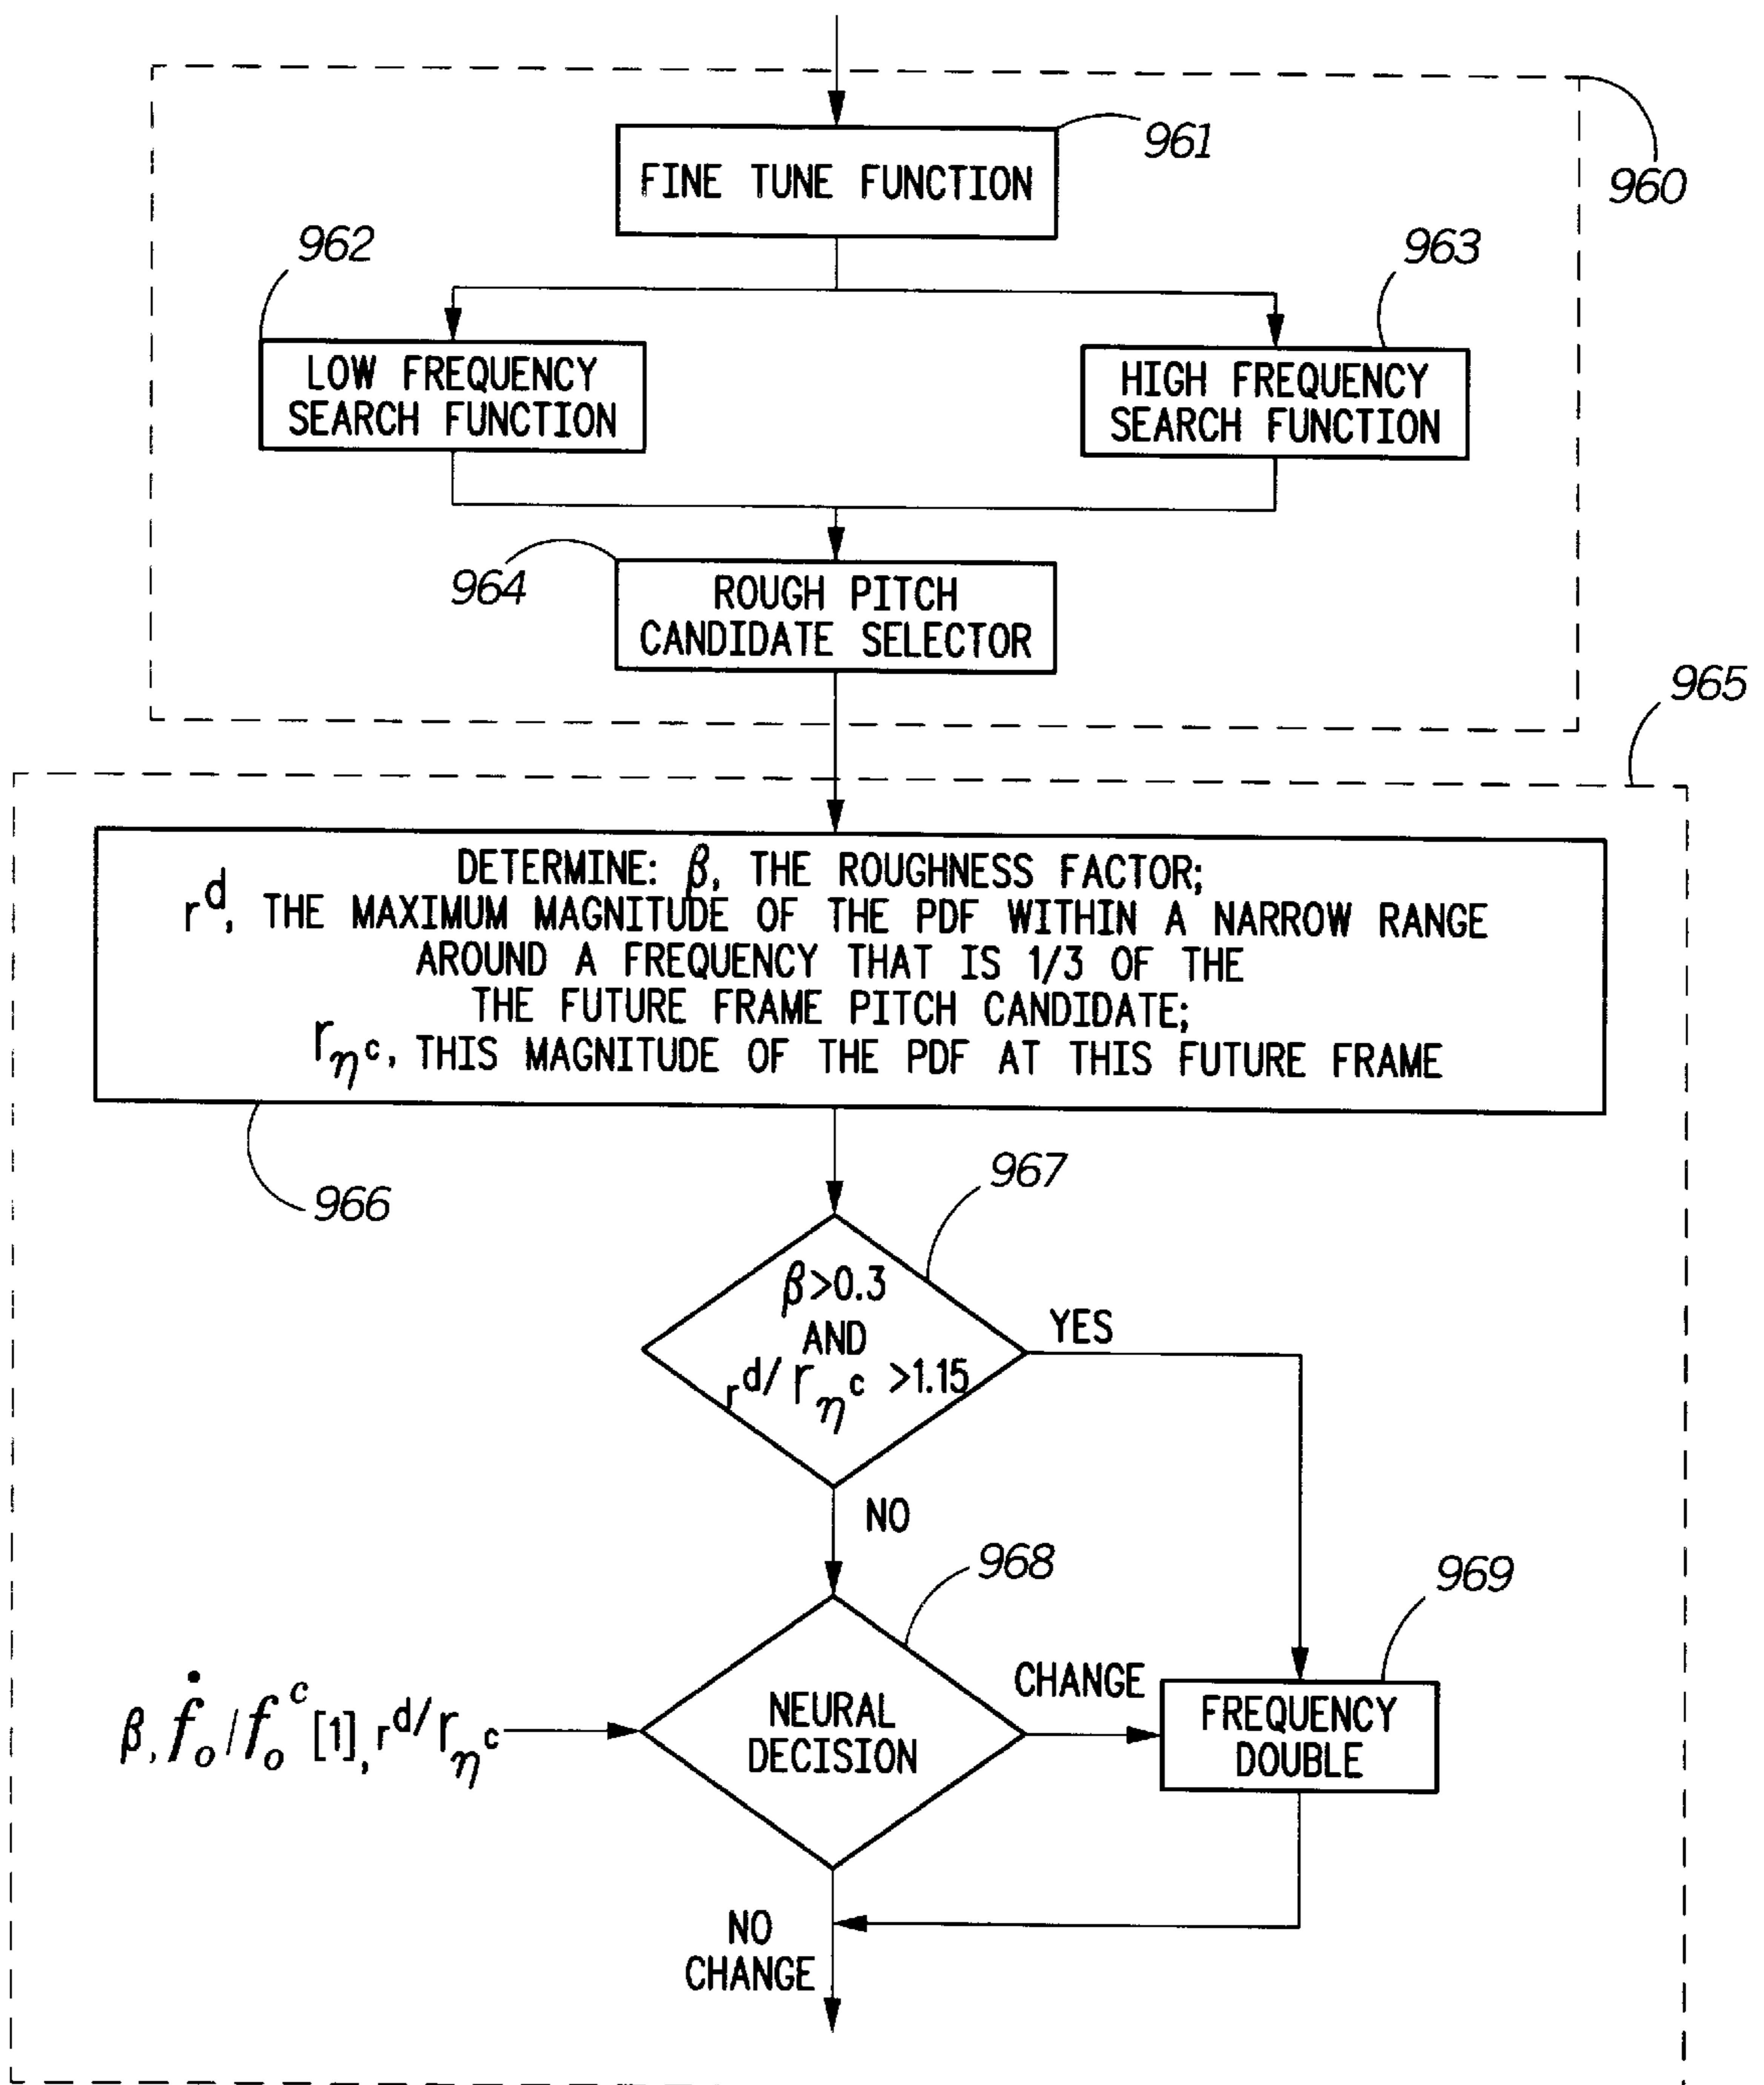 961
FINE TUNE FUNCTION
960
962
963
LOW FREQUENCY
SEARCH FUNCTION
HIGH FREQUENCY
SEARCH FUNCTION
964
ROUGH PITCH
CANDIDATE SELECTOR
965
DETERMINE: β, THE ROUGHNESS FACTOR;
r^d, THE MAXIMUM MAGNITUDE OF THE PDF WITHIN A NARROW RANGE
AROUND A FREQUENCY THAT IS 1/3 OF THE
THE FUTURE FRAME PITCH CANDIDATE;
r_η^c, THIS MAGNITUDE OF THE PDF AT THIS FUTURE FRAME
966
967
β>0.3
AND
r^d/r_η^c >1.15
YES
NO
968
969
CHANGE
NEURAL
DECISION
FREQUENCY
DOUBLE
β, ḟ_o/f_o^c [1], r^d/r_η^c
NO
CHANGE